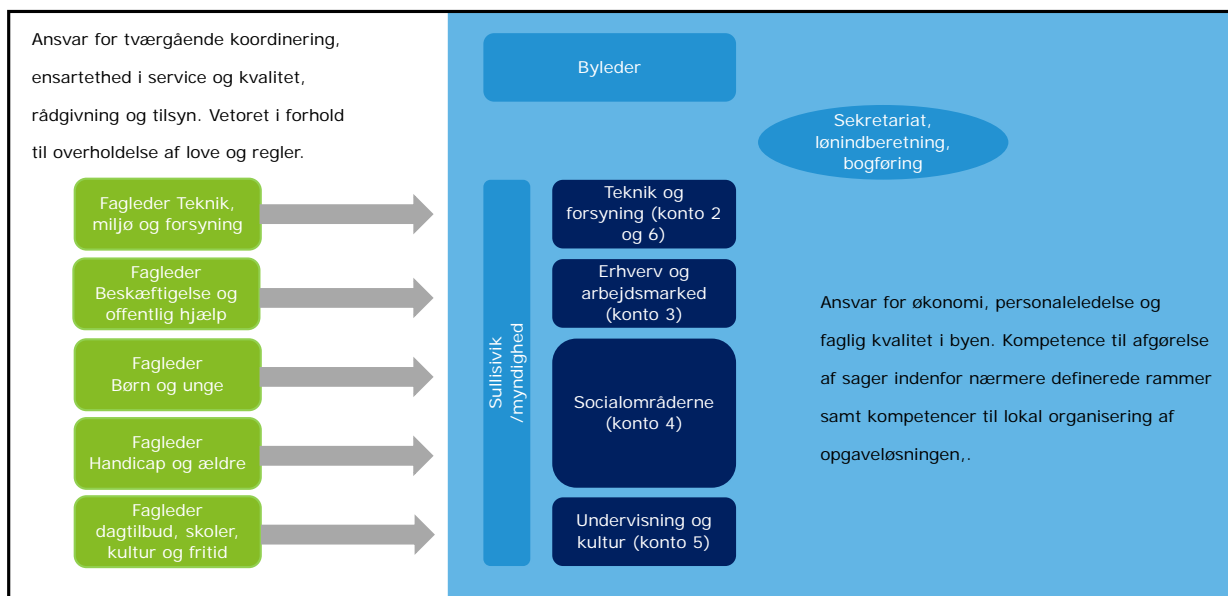 Ansvar for tværgående koordinering,
ensartethed i service og kvalitet,
rådgivning og tilsyn. Vetoret i forhold
til overholdelse af love og regler.
Fagleder Teknik,
miljø og forsyning
Fagleder
Beskæftigelse og
offentlig hjælp
Fagleder
Børn og unge
Fagleder
Handicap og ældre
Fagleder
dagtilbud, skoler,
kultur og fritid
Byleder
Sekretariat,
lønindberetning,
bogføring
Sullisivik
/myndighed
Teknik og
forsyning (konto 2
og 6)
Erhverv og
arbejdsmarked
(konto 3)
Socialområderne
(konto 4)
Undervisning og
kultur (konto 5)
Ansvar for økonomi, personaleledelse og
faglig kvalitet i byen. Kompetence til afgørelse
af sager indenfor nærmere definerede rammer
samt kompetencer til lokal organisering af
opgaveløsningen,.